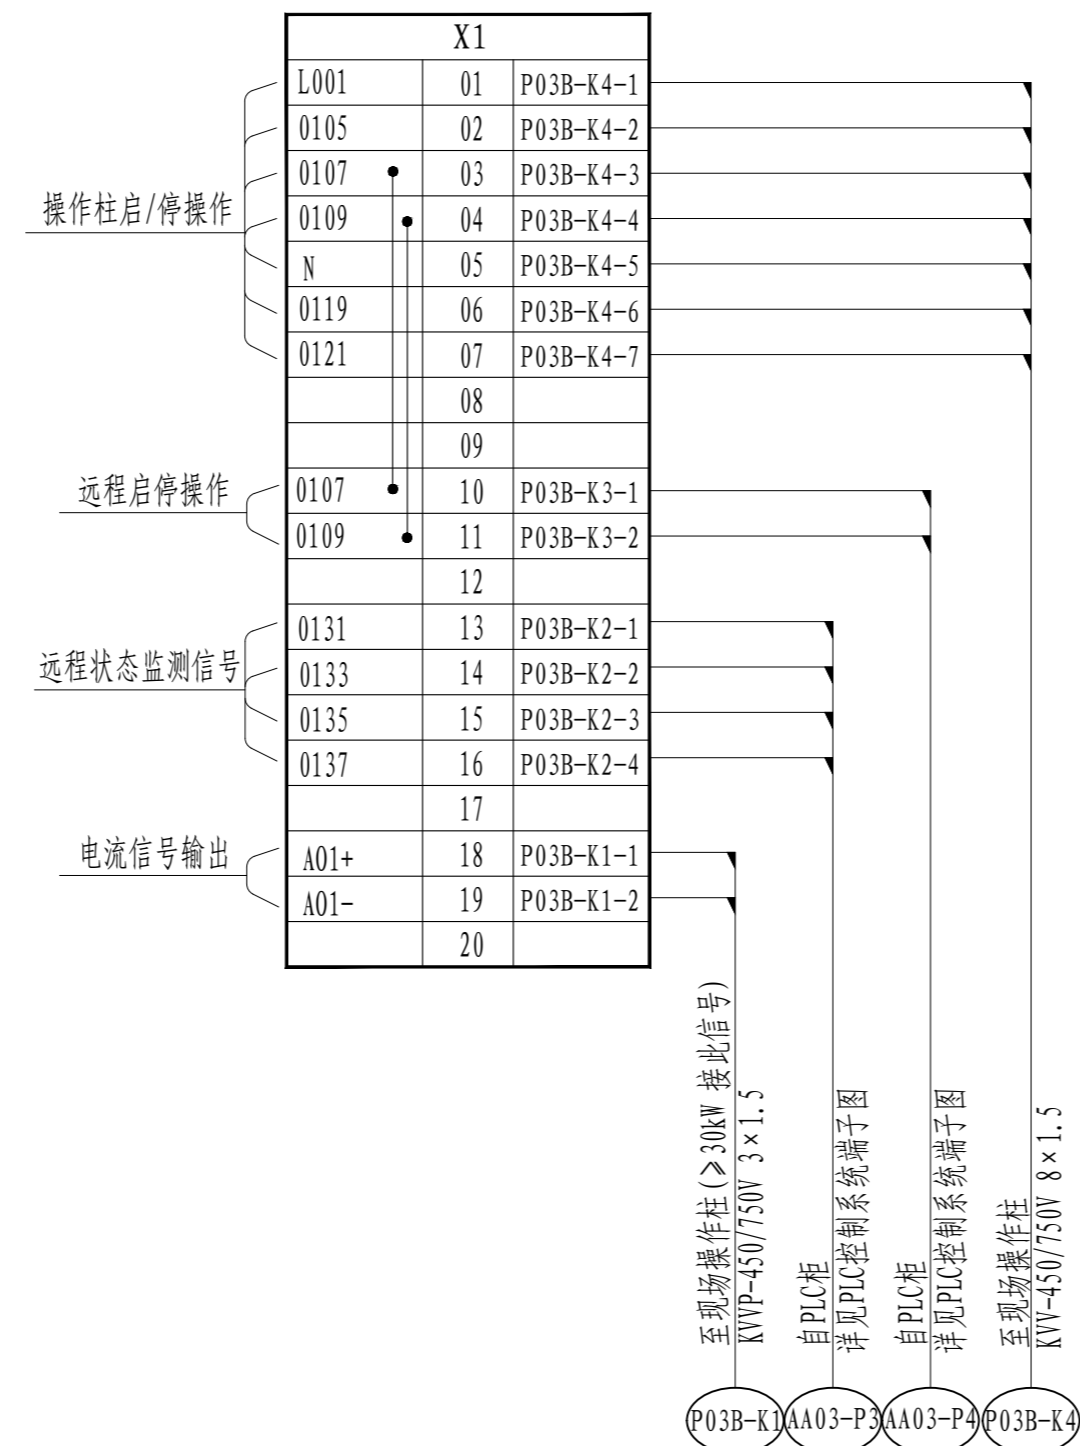 X1
L001 01 P03B-K4-1
0105 02 P03B-K4-2
0107 03 P03B-K4-3
操作柱启/停操作
0109 04 P03B-K4-4
N 05 P03B-K4-5
0119 06 P03B-K4-6
0121 07 P03B-K4-7
08
09
远程启停操作
0107 10 P03B-K3-1
0109 11 P03B-K3-2
12
0131 13 P03B-K2-1
远程状态监测信号
0133 14 P03B-K2-2
0135 15 P03B-K2-3
0137 16 P03B-K2-4
17
电流信号输出
A01+ 18 P03B-K1-1
A01- 19 P03B-K1-2
20
至现场操作柱(≥30kW 接此信号)
KVVP-450/750V 3×1.5
自PLC柜
详见PLC控制系统端子图
自PLC柜
详见PLC控制系统端子图
至现场操作柱
KVV-450/750V 8×1.5
P03B-K1
AA03-P3
AA03-P4
P03B-K4